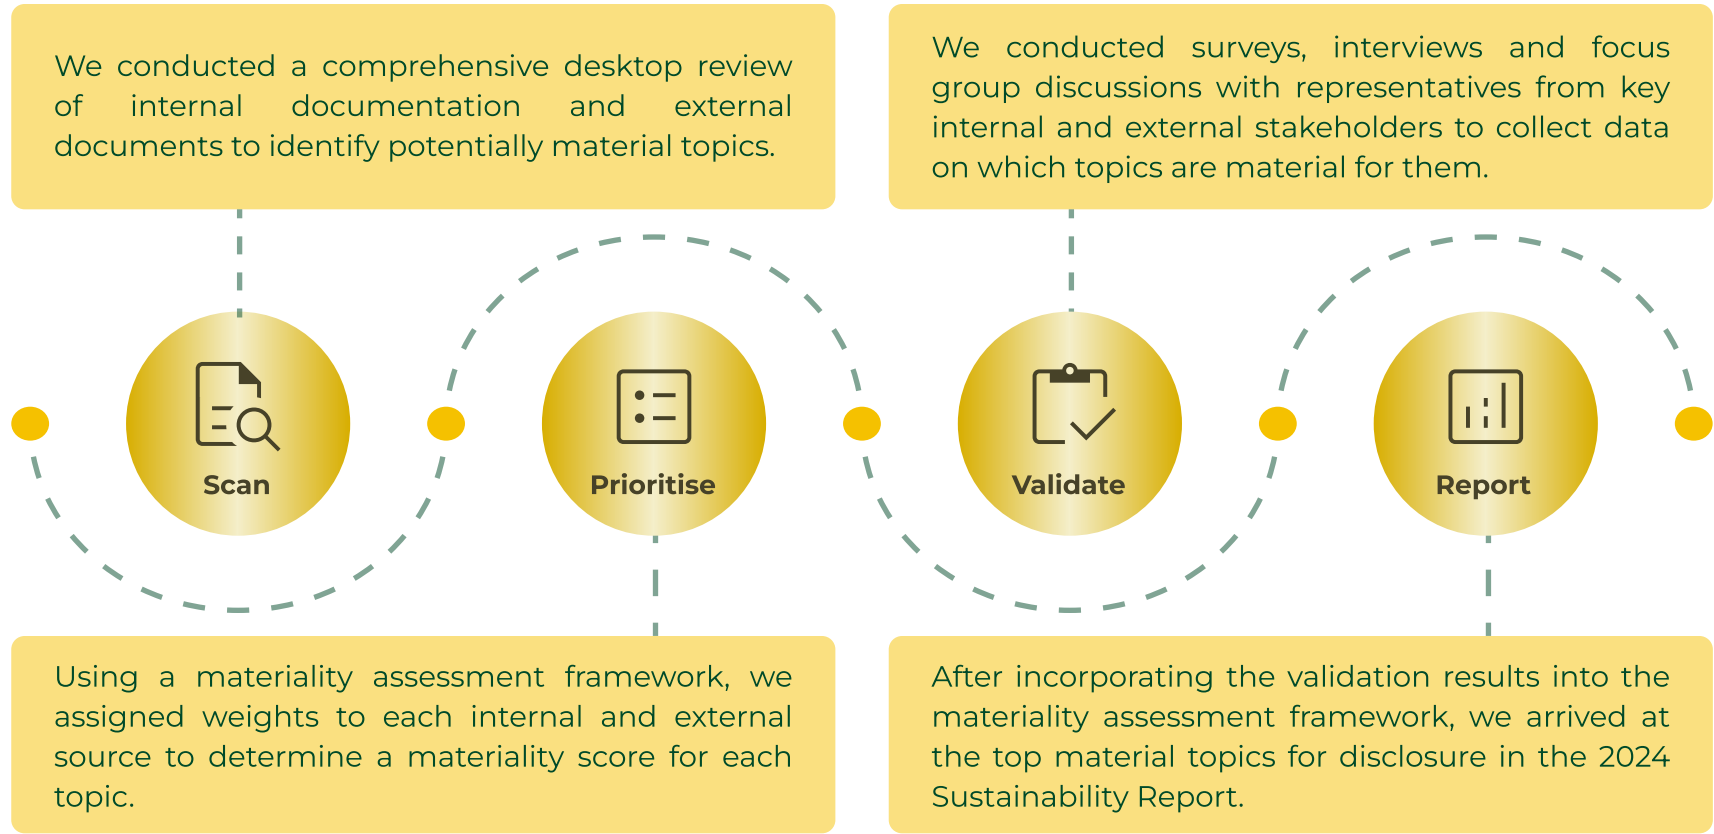 We conducted a comprehensive desktop review
of internal documentation and external
documents to identify potentially material topics.
We conducted surveys, interviews and focus
group discussions with representatives from key
internal and external stakeholders to collect data
on which topics are material for them.
Scan
Prioritise
Validate
Report
Using a materiality assessment framework, we
assigned weights to each internal and external
source to determine a materiality score for each
topic.
After incorporating the validation results into the
materiality assessment framework, we arrived at
the top material topics for disclosure in the 2024
Sustainability Report.